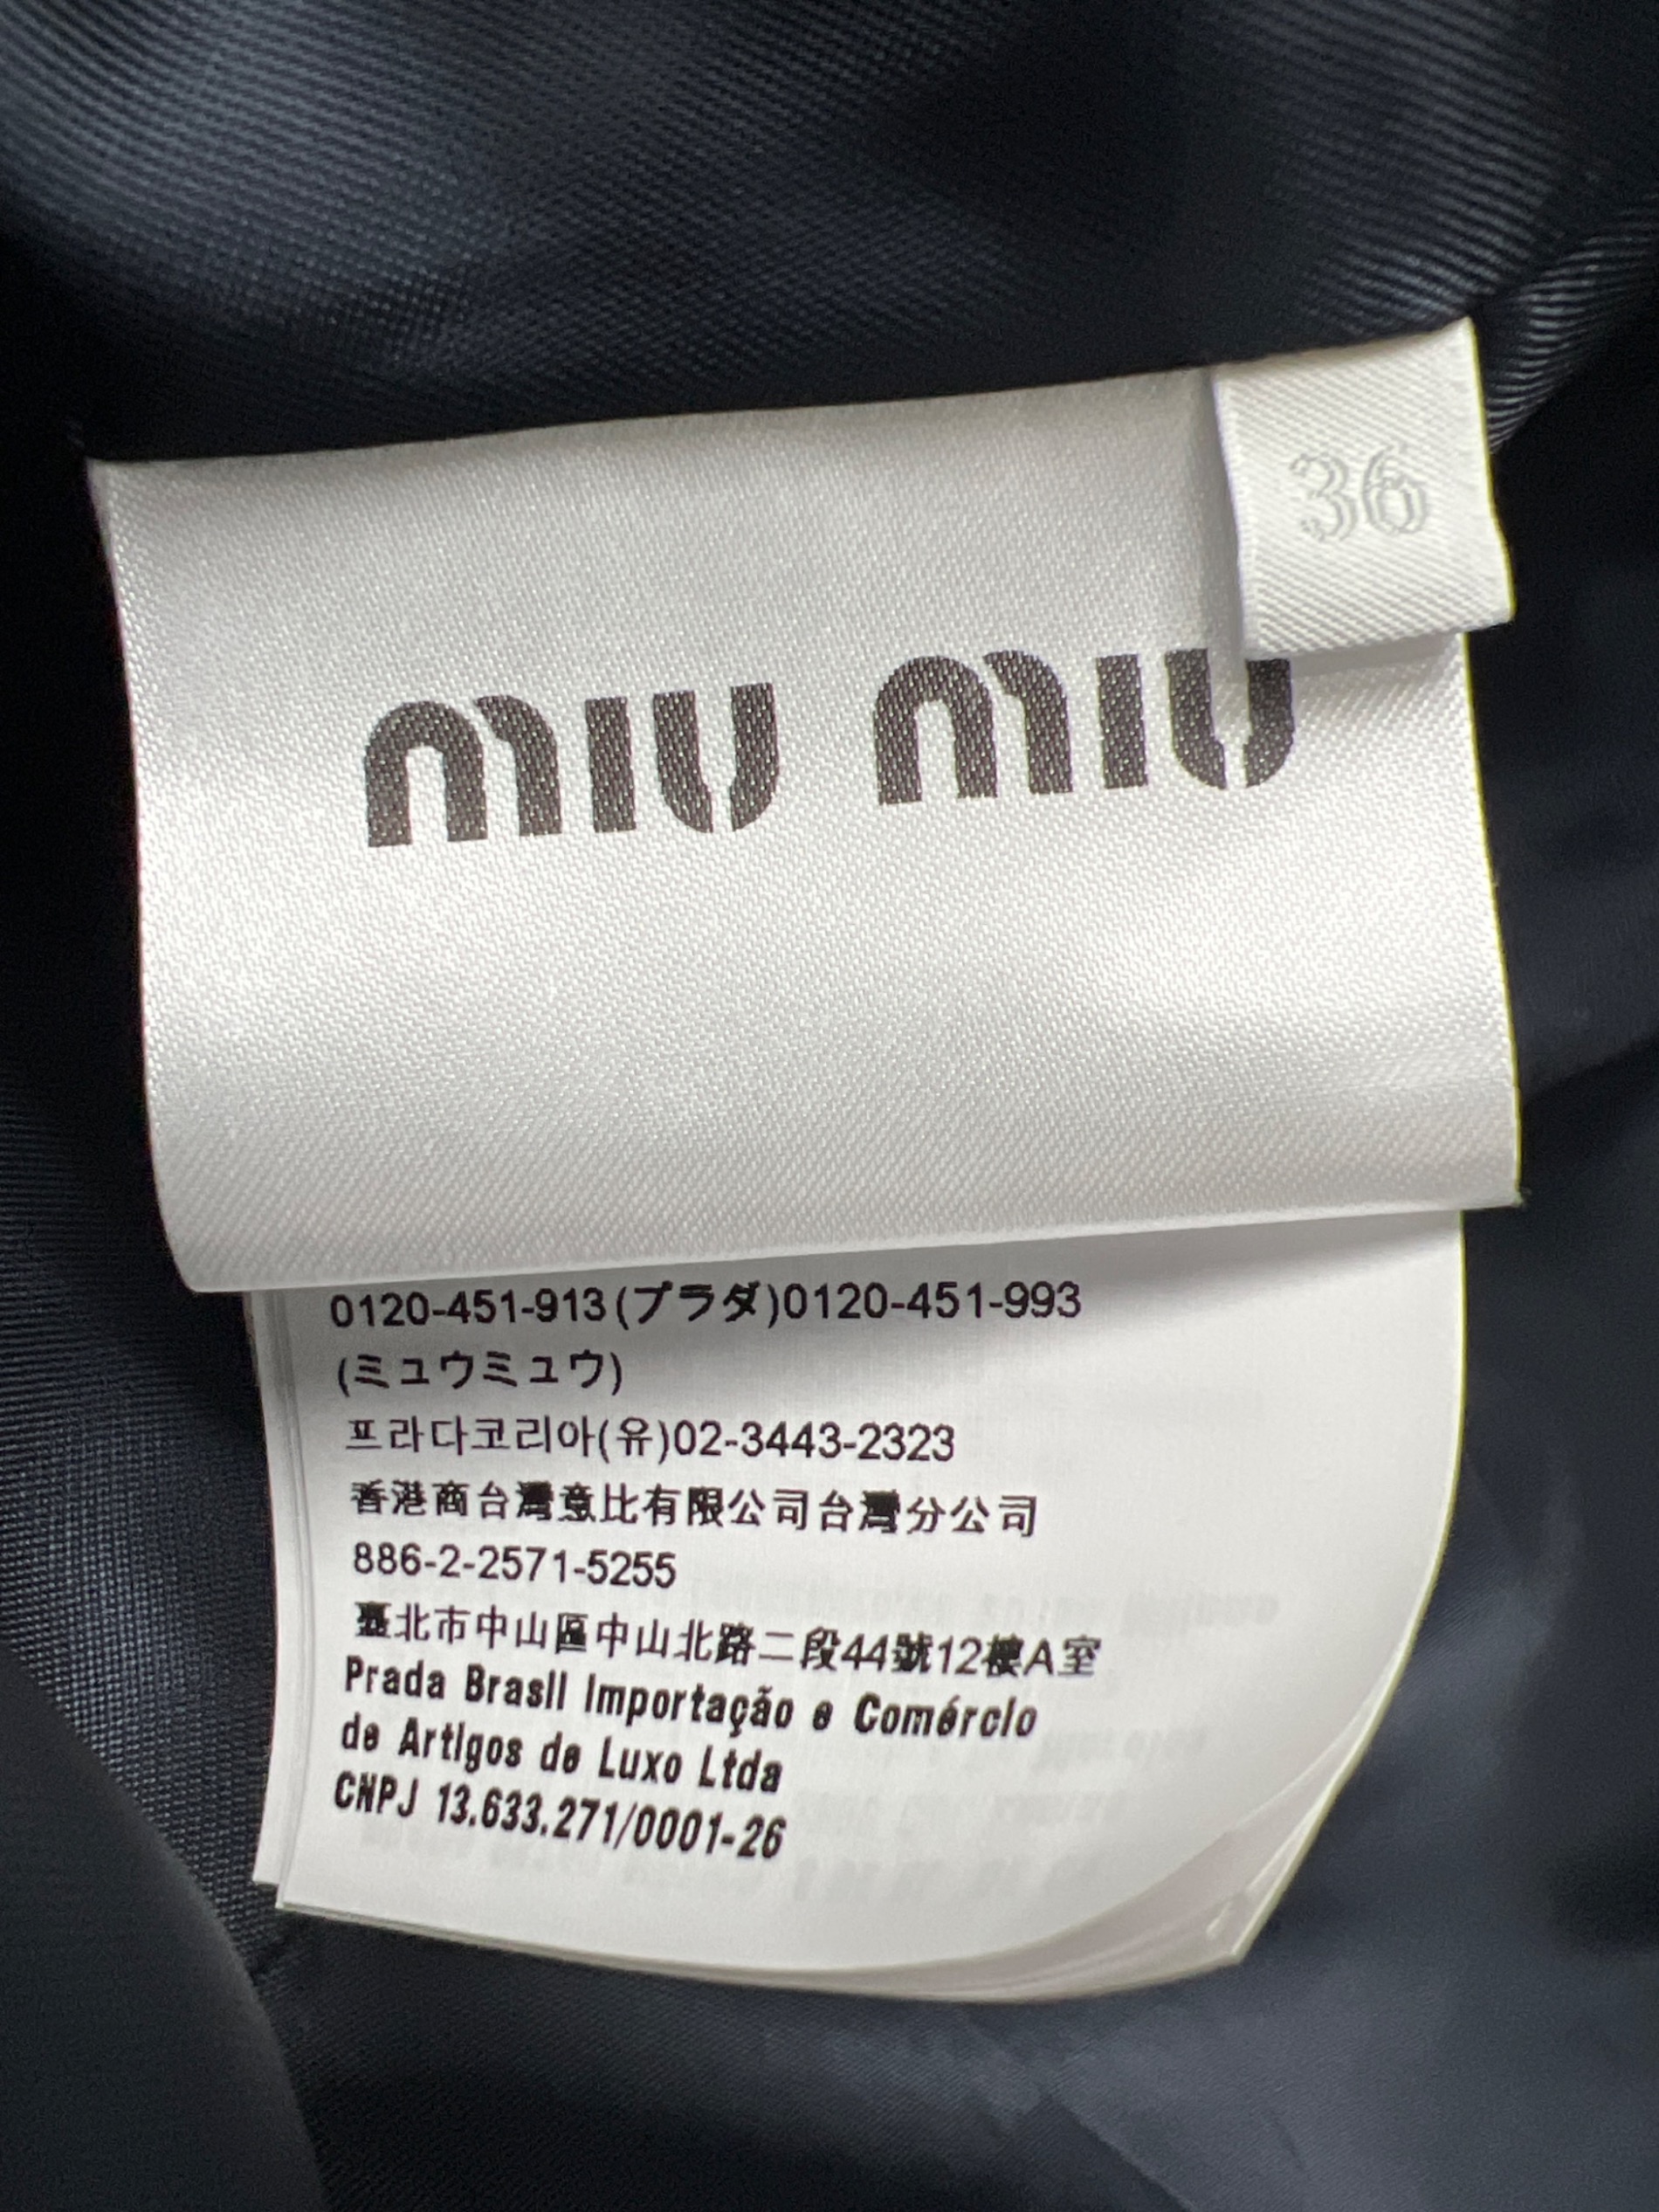 36
MIU MIU
0120-451-913(プラダ)0120-451-993
(ミュウミュウ)
프라다코리아(유)02-3443-2323
香港商台灣意比有限公司台灣分公司
886-2-2571-5255
臺北市中山區中山北路二段44號12樓A室
Prada Brasil Importação e Comércio
de Artigos de Luxo Ltda
CNPJ 13.633.271/0001-26